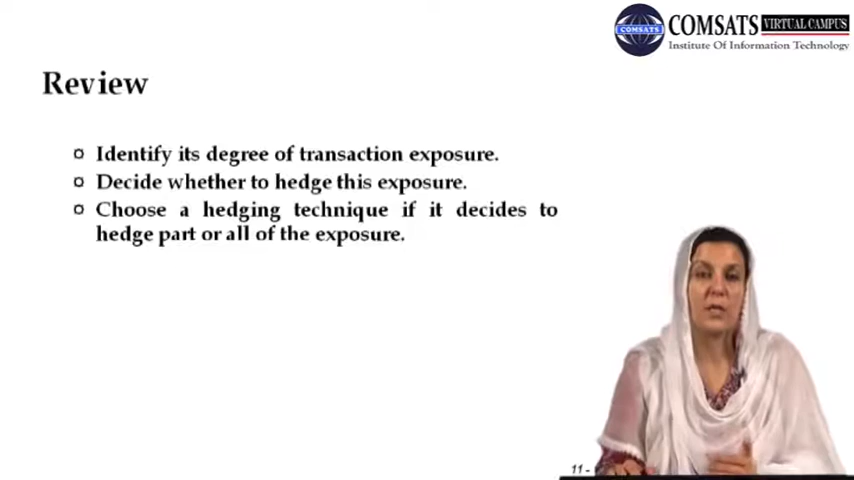 COMSATS VIRTUAL CAMPUS
Institute Of Information Technology
COMSATS
Review
Identify its degree of transaction exposure.
Decide whether to hedge this exposure.
Choose a hedging technique if it decides to
hedge part or all of the exposure.
11-